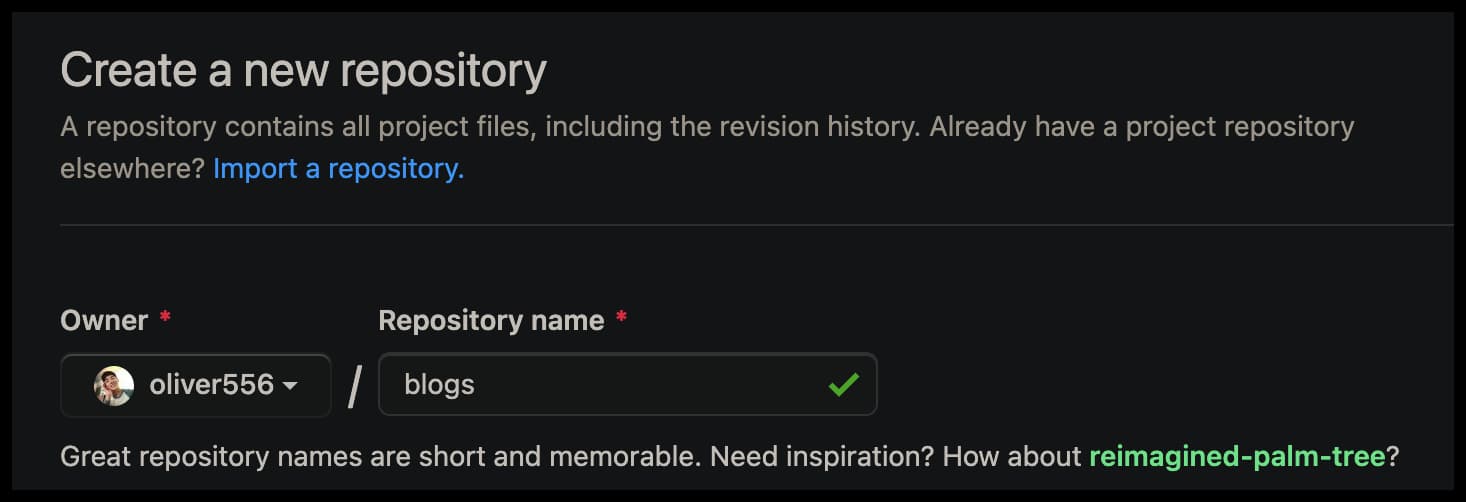 Create a new repository
A repository contains all project files, including the revision history. Already have a project repository
elsewhere? Import a repository.
Owner * Repository name *
oliver556 / blogs
Great repository names are short and memorable. Need inspiration? How about reimagined-palm-tree?